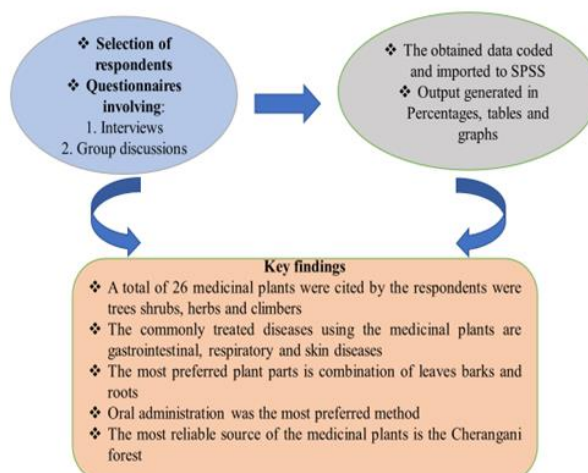 ❖ Selection of
respondents
❖ Questionnaires
involving:
1. Interviews
2. Group discussions
❖ The obtained data coded
and imported to SPSS
❖ Output generated in
Percentages, tables and
graphs
Key findings
❖ A total of 26 medicinal plants were cited by the respondents were
trees shrubs, herbs and climbers
❖ The commonly treated diseases using the medicinal plants are
gastrointestinal, respiratory and skin diseases
❖ The most preferred plant parts is combination of leaves barks and
roots
❖ Oral administration was the most preferred method
❖ The most reliable source of the medicinal plants is the Cherangani
forest